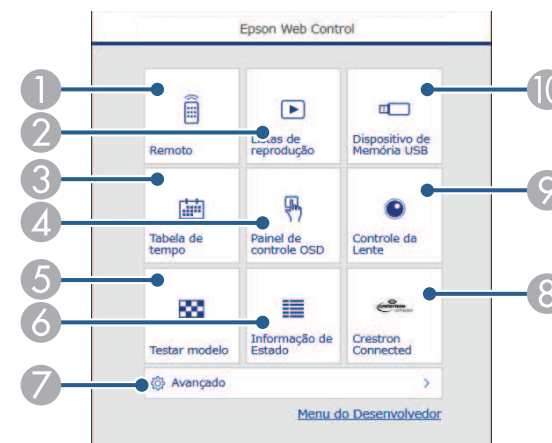 Epson Web Control
1
2
3
4
5
6
7
8
9
10
Remoto
Listas de
reprodução
Dispositivo de
Memória USB
Tabela de
tempo
Painel de
controle OSD
Controle da
Lente
Testar modelo
Informação de
Estado
CRESTRON
Crestron
Connected
Avançado >
Menu do Desenvolvedor